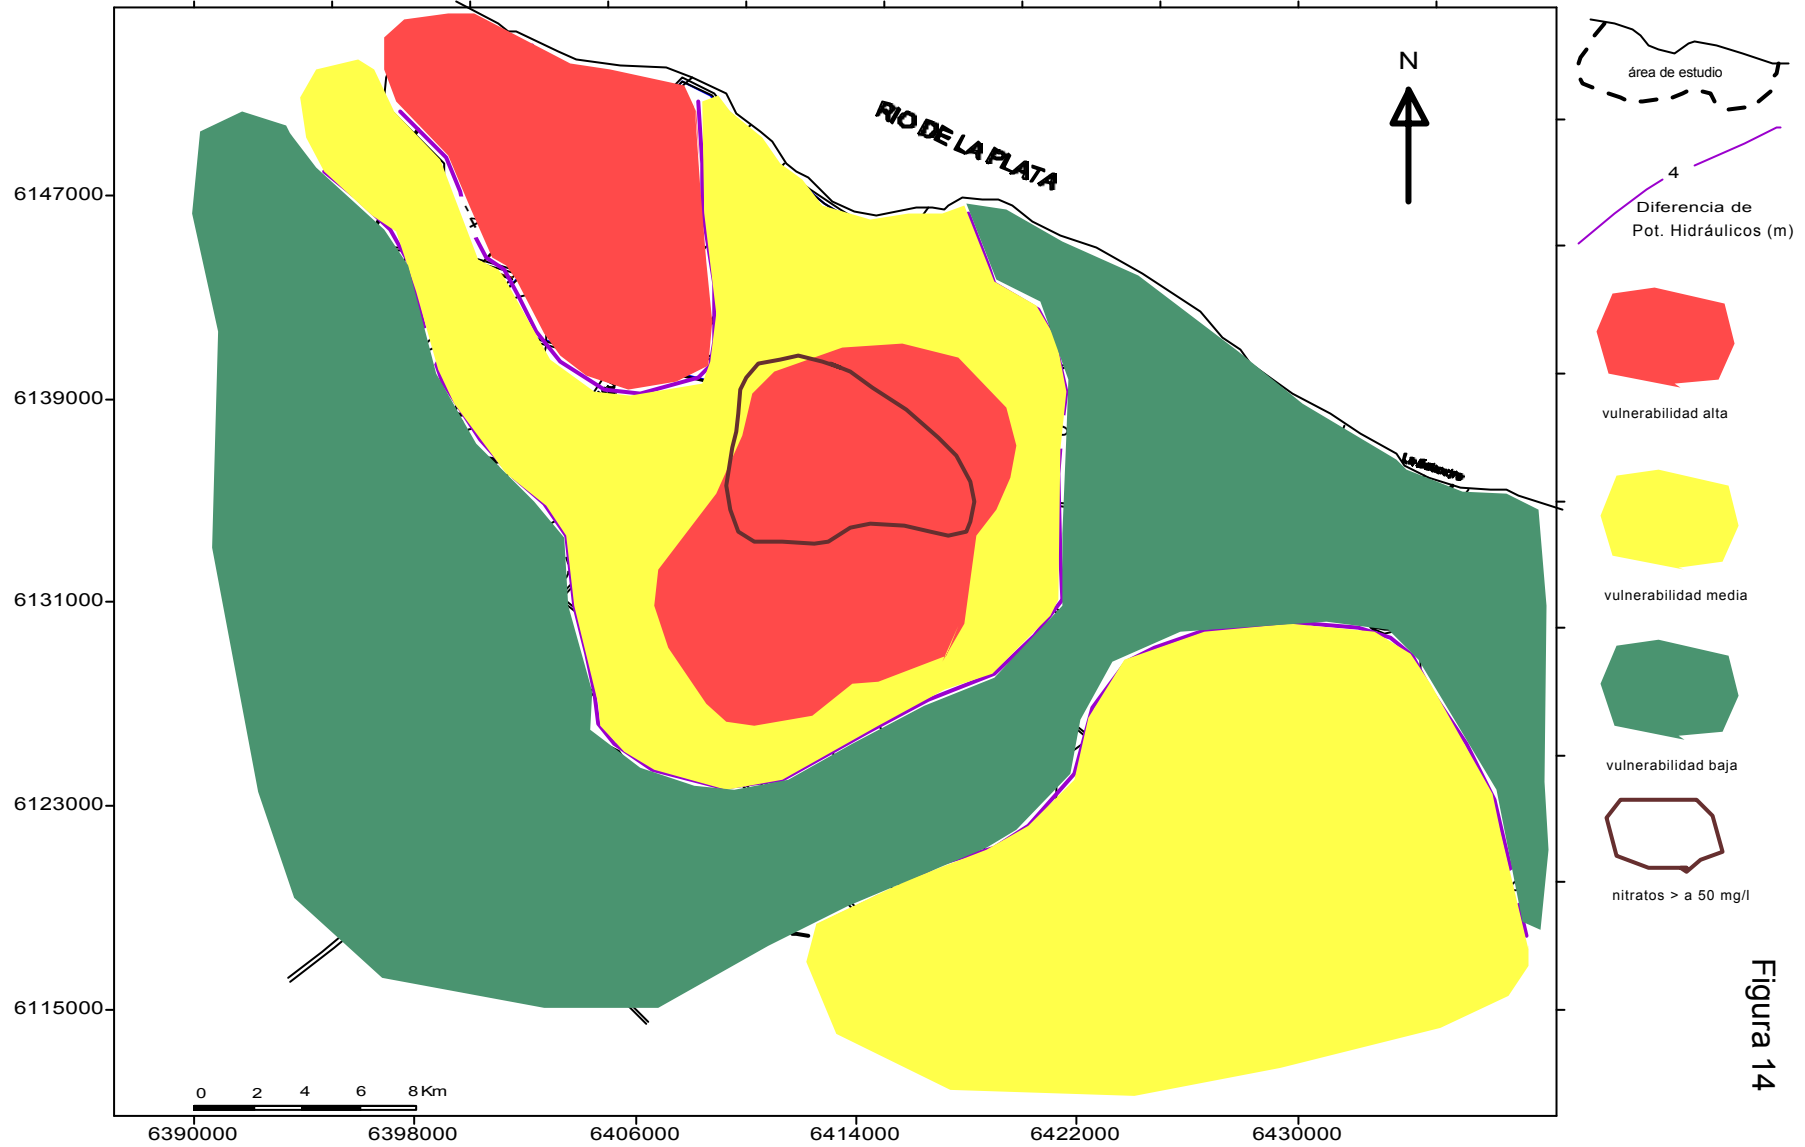 N
RIO DE LA PLATA
área de estudio
4
Diferencia de
Pot. Hidráulicos (m)
vulnerabilidad alta
vulnerabilidad media
vulnerabilidad baja
nitratos > a 50 mg/l
Figura 14
6147000
6139000
6131000
6123000
6115000
-4
0
0 2 4 6 8 Km
6390000 6398000 6406000 6414000 6422000 6430000